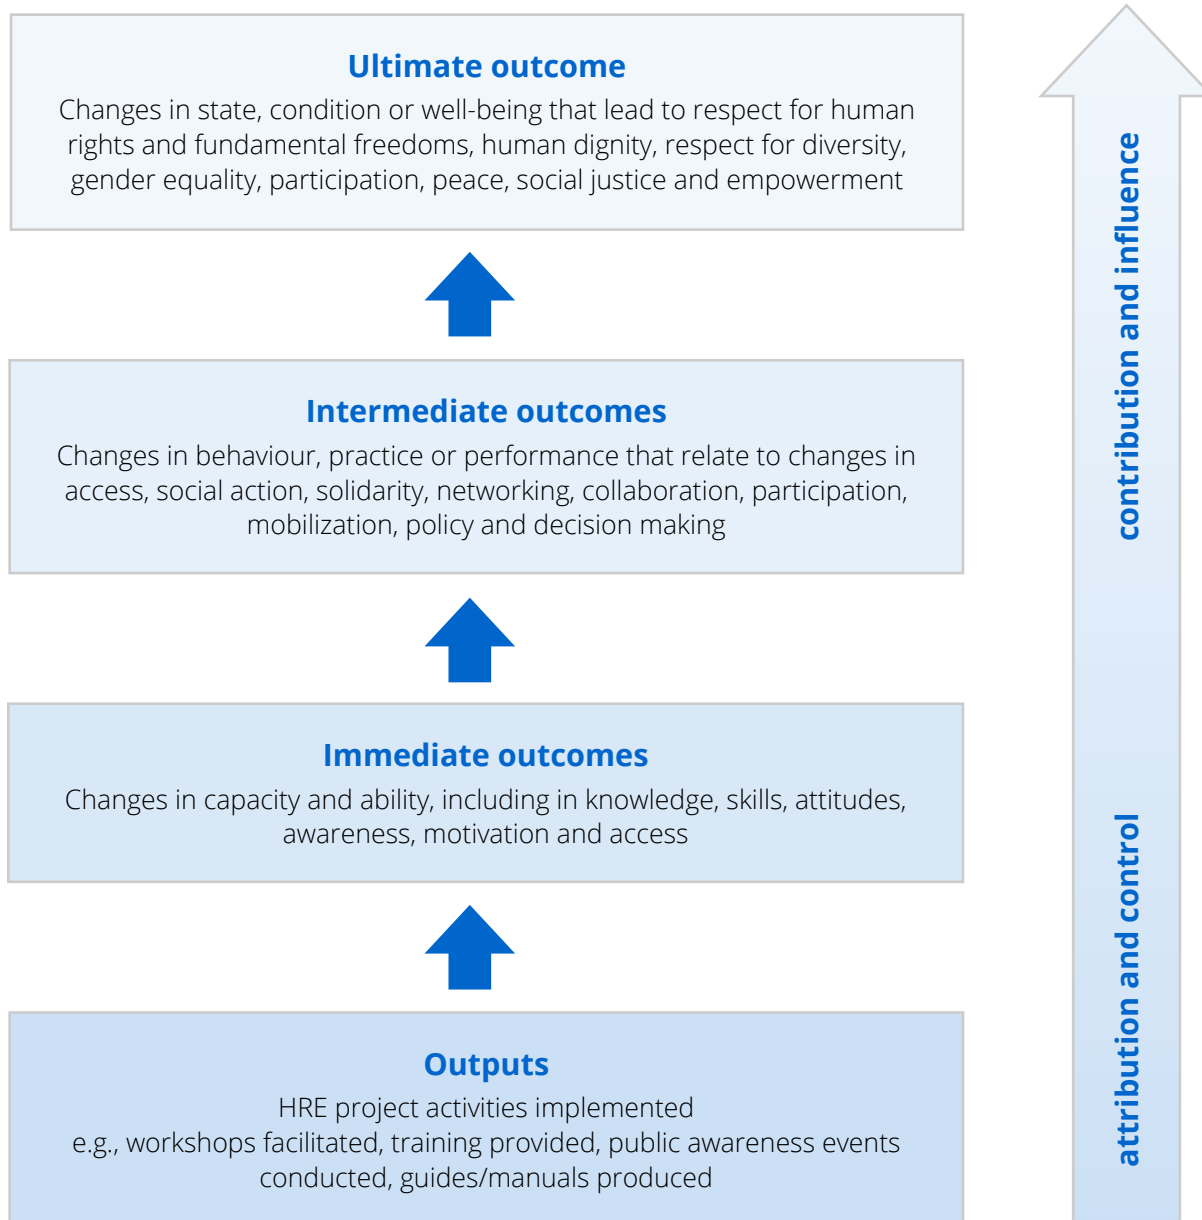 Ultimate outcome
Changes in state, condition or well-being that lead to respect for human
rights and fundamental freedoms, human dignity, respect for diversity,
gender equality, participation, peace, social justice and empowerment
Intermediate outcomes
Changes in behaviour, practice or performance that relate to changes in
access, social action, solidarity, networking, collaboration, participation,
mobilization, policy and decision making
Immediate outcomes
Changes in capacity and ability, including in knowledge, skills, attitudes,
awareness, motivation and access
Outputs
HRE project activities implemented
e.g., workshops facilitated, training provided, public awareness events
conducted, guides/manuals produced
contribution and influence
attribution and control